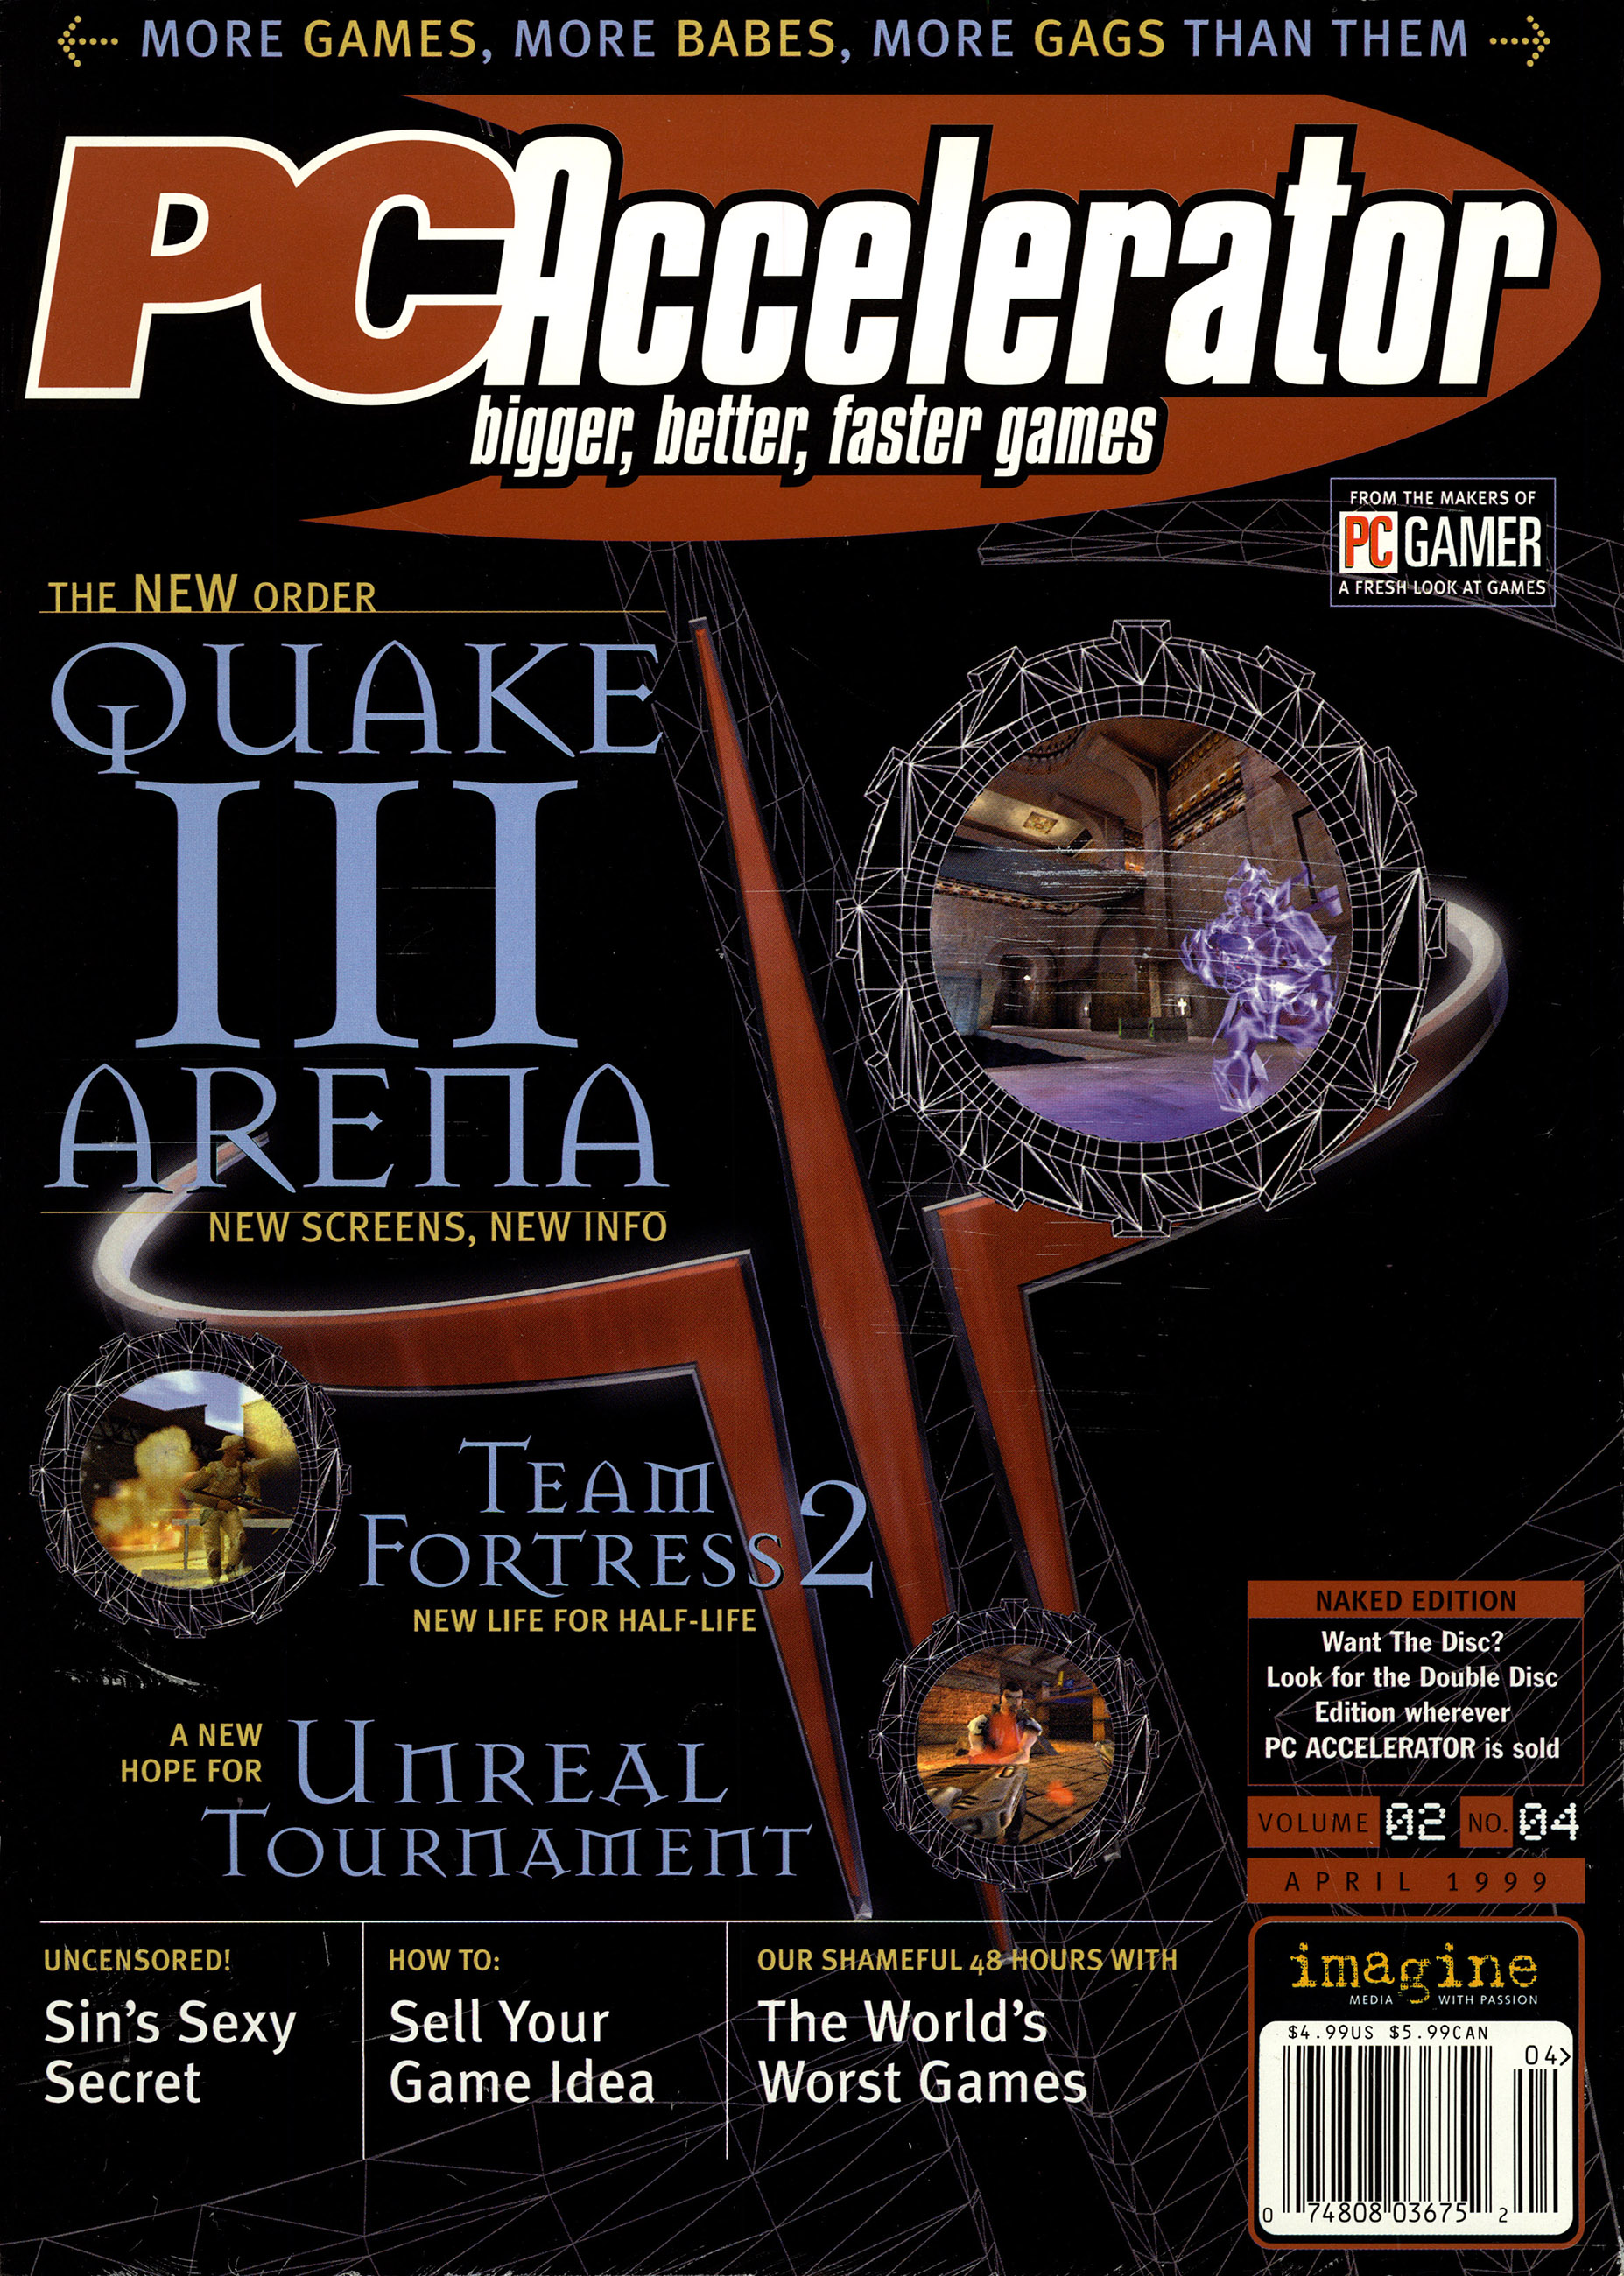 MORE GAMES, MORE BABES, MORE GAGS THAN THEM
PCAccelerator
bigger, better, faster games
FROM THE MAKERS OF
PC GAMER
A FRESH LOOK AT GAMES
THE NEW ORDER
QUAKE
III
ARENA
NEW SCREENS, NEW INFO
TEAM
FORTRESS 2
NEW LIFE FOR HALF-LIFE
A NEW
HOPE FOR
UNREAL
TOURNAMENT
NAKED EDITION
Want The Disc?
Look for the Double Disc
Edition wherever
PC ACCELERATOR is sold
VOLUME 02 NO. 04
APRIL 1999
UNCENSORED!
Sin's Sexy
Secret
HOW TO:
Sell Your
Game Idea
OUR SHAMEFUL 48 HOURS WITH
The World's
Worst Games
imagine
MEDIA WITH PASSION
$4.99US $5.99CAN
04>
0 74808 03675 2